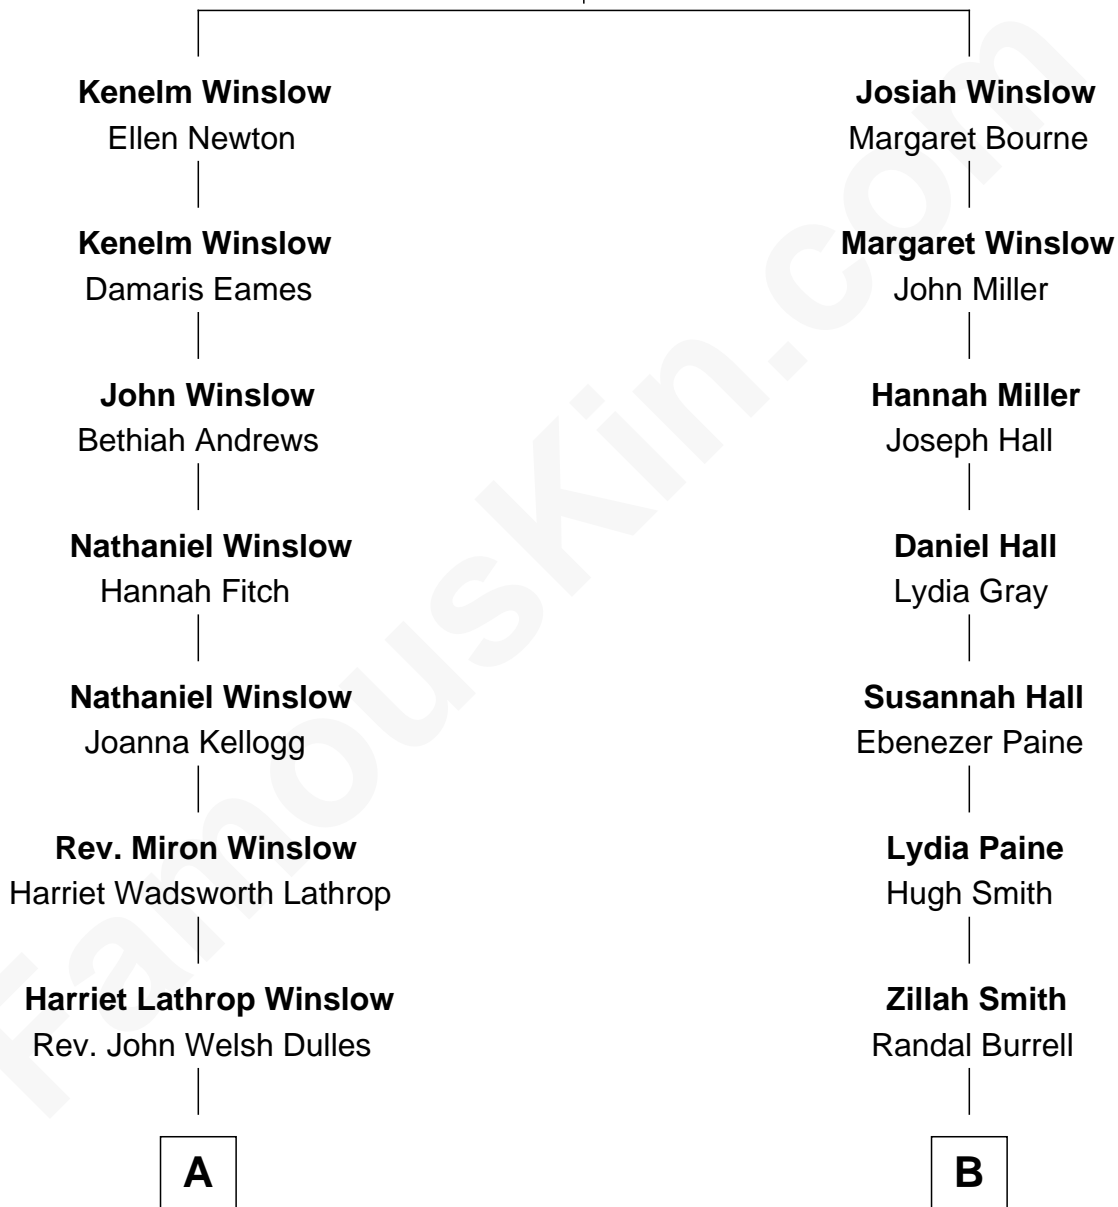 Kenelm Winslow
Ellen Newton
Kenelm Winslow
Damaris Eames
John Winslow
Bethiah Andrews
Nathaniel Winslow
Hannah Fitch
Nathaniel Winslow
Joanna Kellogg
Rev. Miron Winslow
Harriet Wadsworth Lathrop
Harriet Lathrop Winslow
Rev. John Welsh Dulles
A
Josiah Winslow
Margaret Bourne
Margaret Winslow
John Miller
Hannah Miller
Joseph Hall
Daniel Hall
Lydia Gray
Susannah Hall
Ebenezer Paine
Lydia Paine
Hugh Smith
Zillah Smith
Randal Burrell
B
FamousKin.com